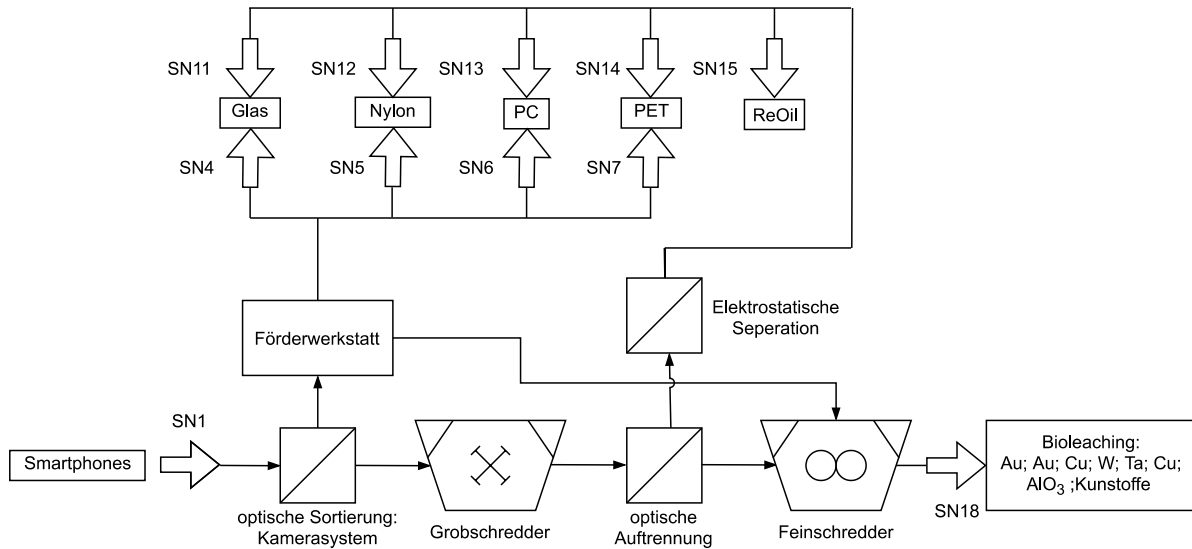 SN11
SN12
SN13
SN14
SN15
Glas
Nylon
PC
PET
ReOil
SN4
SN5
SN6
SN7
Elektrostatische
Seperation
Förderwerkstatt
SN1
Smartphones
optische Sortierung:
Kamerasystem
Grobschredder
optische
Auftrennung
Feinschredder
SN18
Bioleaching:
Au; Au; Cu; W; Ta; Cu;
AlO3 ;Kunstoffe